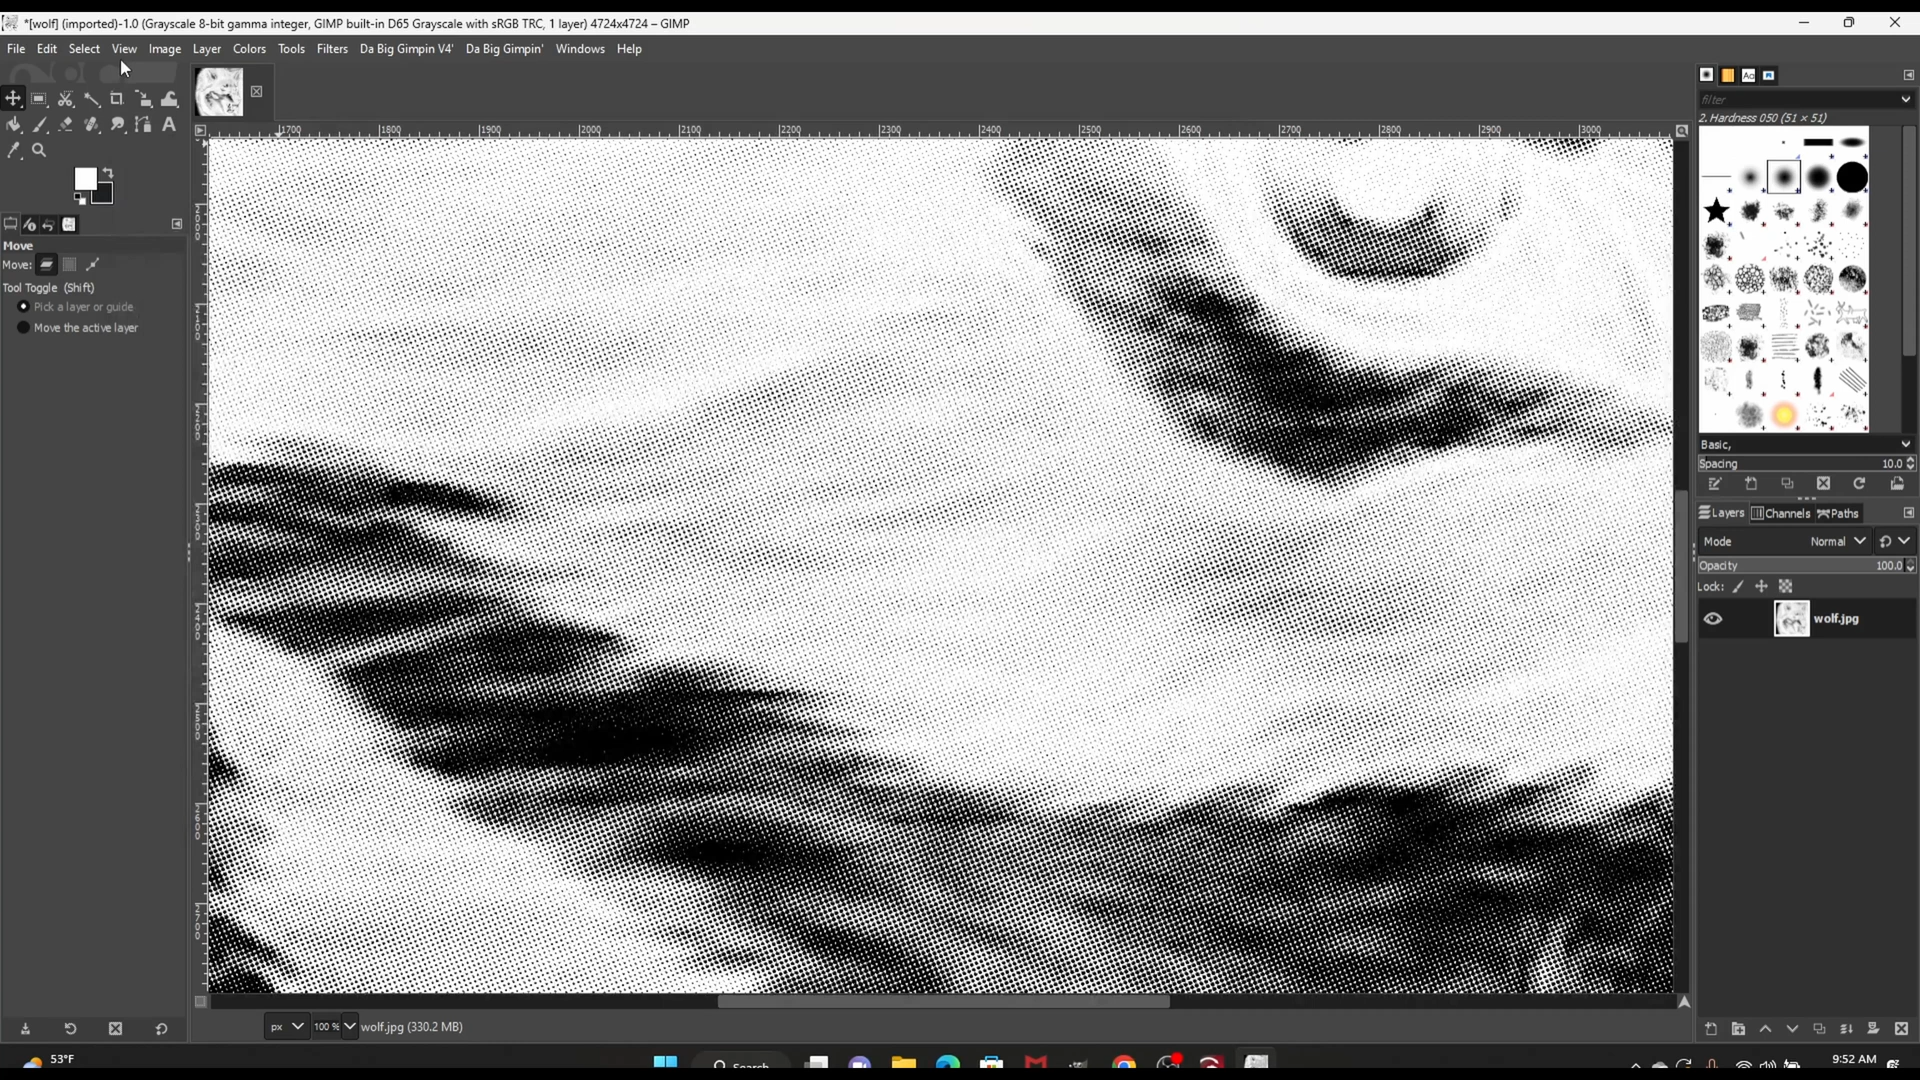 *[wolf] (imported)-1.0 (Grayscale 8-bit gamma integer, GIMP built-in D65 Grayscale with sRGB TRC, 1 layer) 4724x4724 – GIMP
File Edit Select View Image Layer Colors Tools Filters Da Big Gimpin V4' Da Big Gimpin' Windows Help
filter
2. Hardness 050 (51 × 51)
1700 1800 1900 2000 2100 2200 2300 2400 2500 2600 2700 2800 2900 3000
Move
Move:
Tool Toggle (Shift)
Pick a layer or guide
Move the active layer
Basic,
Spacing 10.0
Layers Channels Paths
Mode Normal
Opacity 100.0
Lock:
wolf.jpg
px 100 % wolf.jpg (330.2 MB)
53°F
Search
9:52 AM